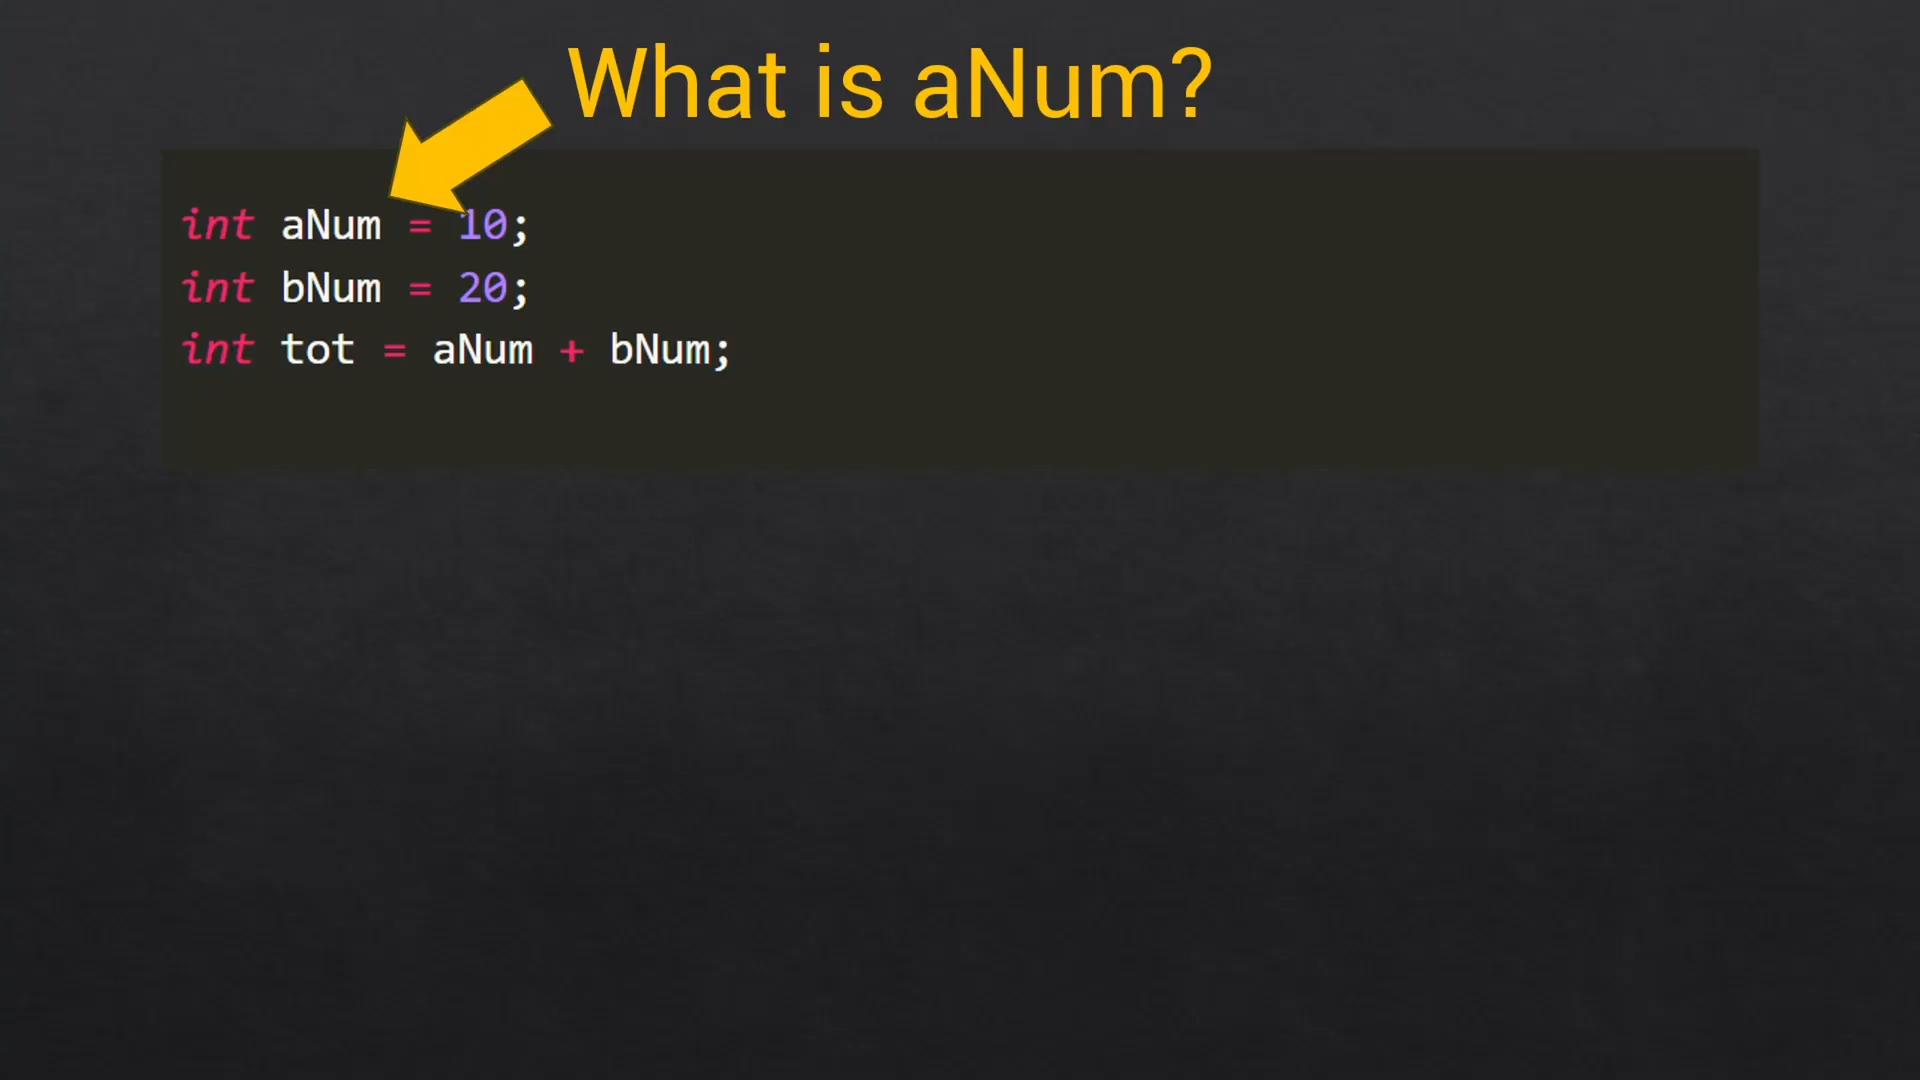 What is aNum?
int aNum = 10;
int bNum = 20;
int tot = aNum + bNum;